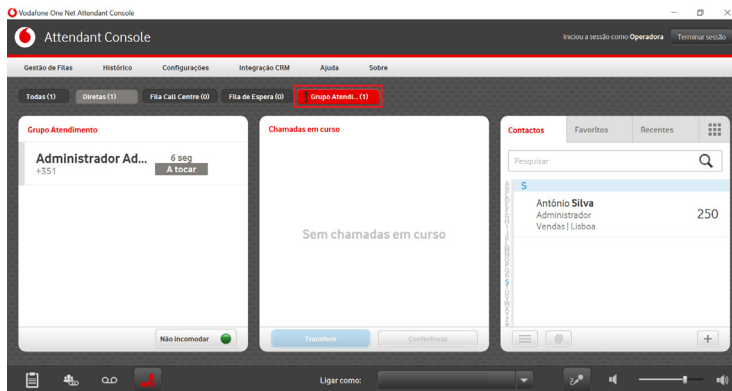 Vodafone One Net Attendant Console
Attendant Console
Iniciou a sessão como Operadora
Terminar sessão
Gestão de Filas Histórico Configurações Integração CRM Ajuda Sobre
Todas (1) Diretas (1) Fila Call Centre (0) Fila de Espera (0) Grupo Atendi... (1)
Grupo Atendimento
Administrador Ad... 6 seg
+351 A tocar
Não incomodar
Chamadas em curso
Sem chamadas em curso
Transferir Conferência
Contactos Favoritos Recentes
Pesquisar
S
António Silva
Administrador 250
Vendas | Lisboa
Ligar como: